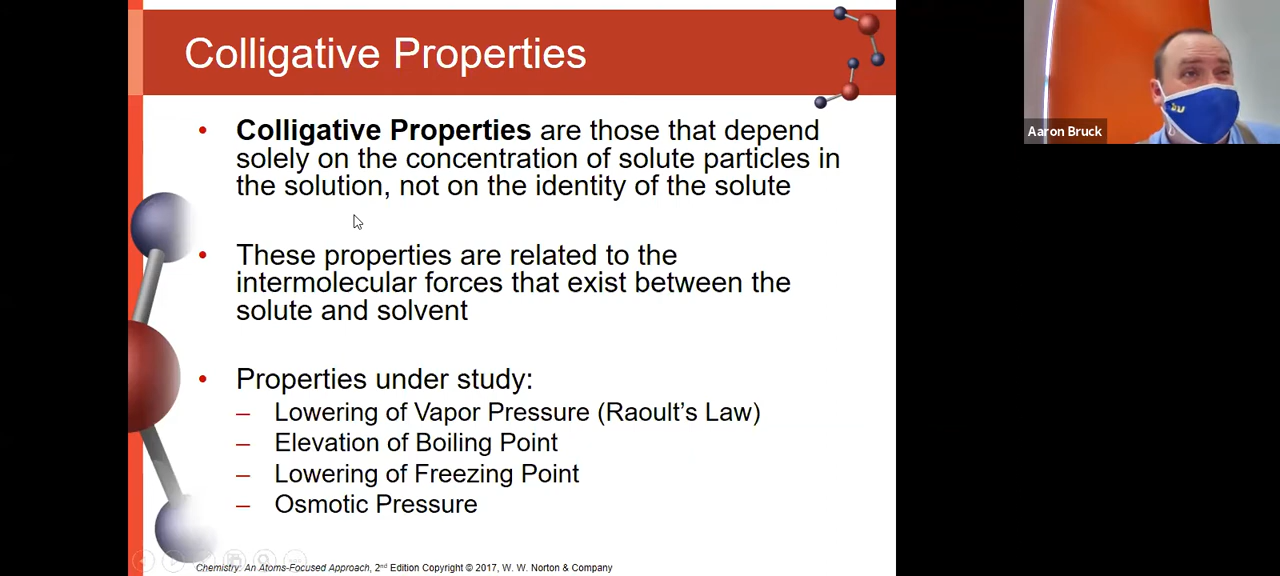 Colligative Properties
Aaron Bruck
• Colligative Properties are those that depend
solely on the concentration of solute particles in
the solution, not on the identity of the solute
• These properties are related to the
intermolecular forces that exist between the
solute and solvent
• Properties under study:
– Lowering of Vapor Pressure (Raoult's Law)
– Elevation of Boiling Point
– Lowering of Freezing Point
– Osmotic Pressure
Chemistry: An Atoms-Focused Approach, 2nd Edition Copyright © 2017, W. W. Norton & Company